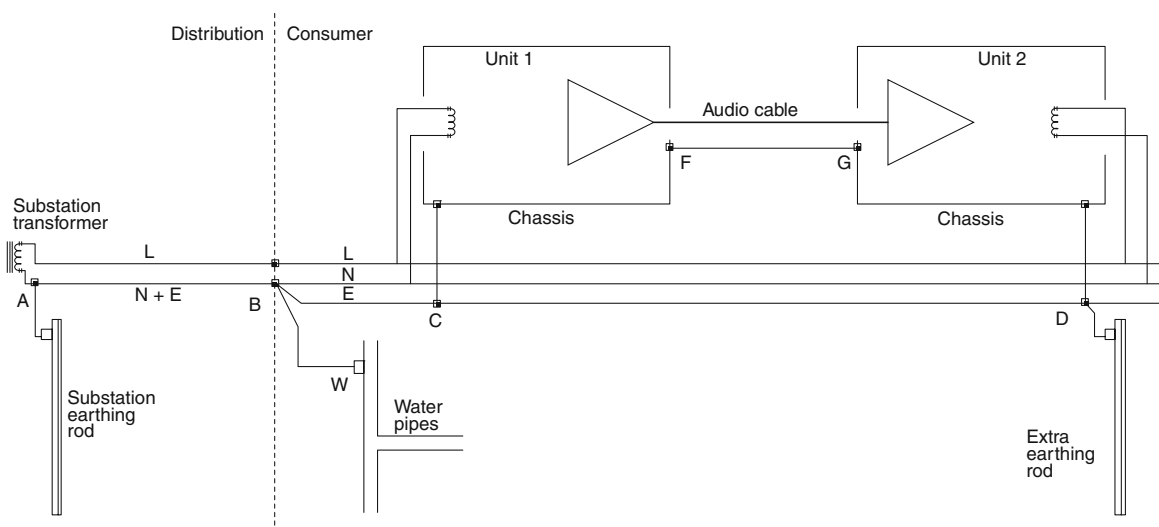 Distribution
Consumer
Unit 1
Unit 2
Audio cable
F
G
Substation
transformer
Chassis
Chassis
L
L
N
A
N + E
B
E
C
D
W
Substation
earthing
rod
Water
pipes
Extra
earthing
rod